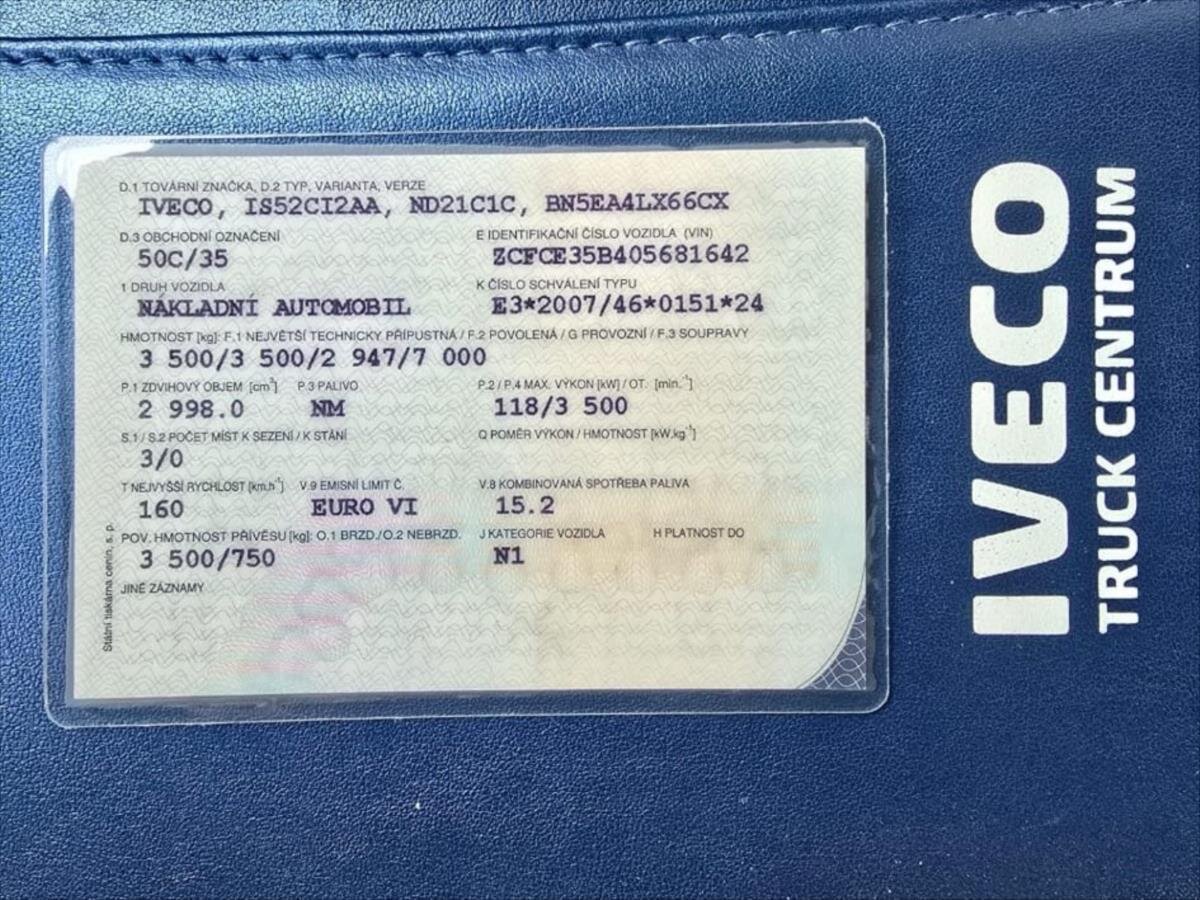 D.1 TOVÁRNÍ ZNAČKA, D.2 TYP, VARIANTA, VERZE
IVECO, IS52CI2AA, ND21C1C, BN5EA4LX66CX
D.3 OBCHODNÍ OZNAČENÍ E IDENTIFIKAČNÍ ČÍSLO VOZIDLA (VIN)
50C/35 ZCFCE35B405681642
1 DRUH VOZIDLA K ČÍSLO SCHVÁLENÍ TYPU
NÁKLADNÍ AUTOMOBIL E3*2007/46*0151*24
HMOTNOST [kg]: F.1 NEJVĚTŠÍ TECHNICKY PŘÍPUSTNÁ / F.2 POVOLENÁ / G PROVOZNÍ / F.3 SOUPRAVY
3 500/3 500/2 947/7 000
P.1 ZDVIHOVÝ OBJEM [cm³] P.3 PALIVO P.2 / P.4 MAX. VÝKON [kW] / OT. [min.⁻¹]
2 998.0 NM 118/3 500
S.1 / S.2 POČET MÍST K SEZENÍ / K STÁNÍ Q POMĚR VÝKON / HMOTNOST [kW.kg⁻¹]
3/0
T NEJVYŠŠÍ RYCHLOST [km.h⁻¹] V.9 EMISNÍ LIMIT Č. V.8 KOMBINOVANÁ SPOTŘEBA PALIVA
160 EURO VI 15.2
POV. HMOTNOST PŘÍVĚSU [kg]: O.1 BRZD./O.2 NEBRZD. J KATEGORIE VOZIDLA H PLATNOST DO
3 500/750 N1
JINÉ ZÁZNAMY
Státní tiskárna cenin, s. p.
IVECO
TRUCK CENTRUM